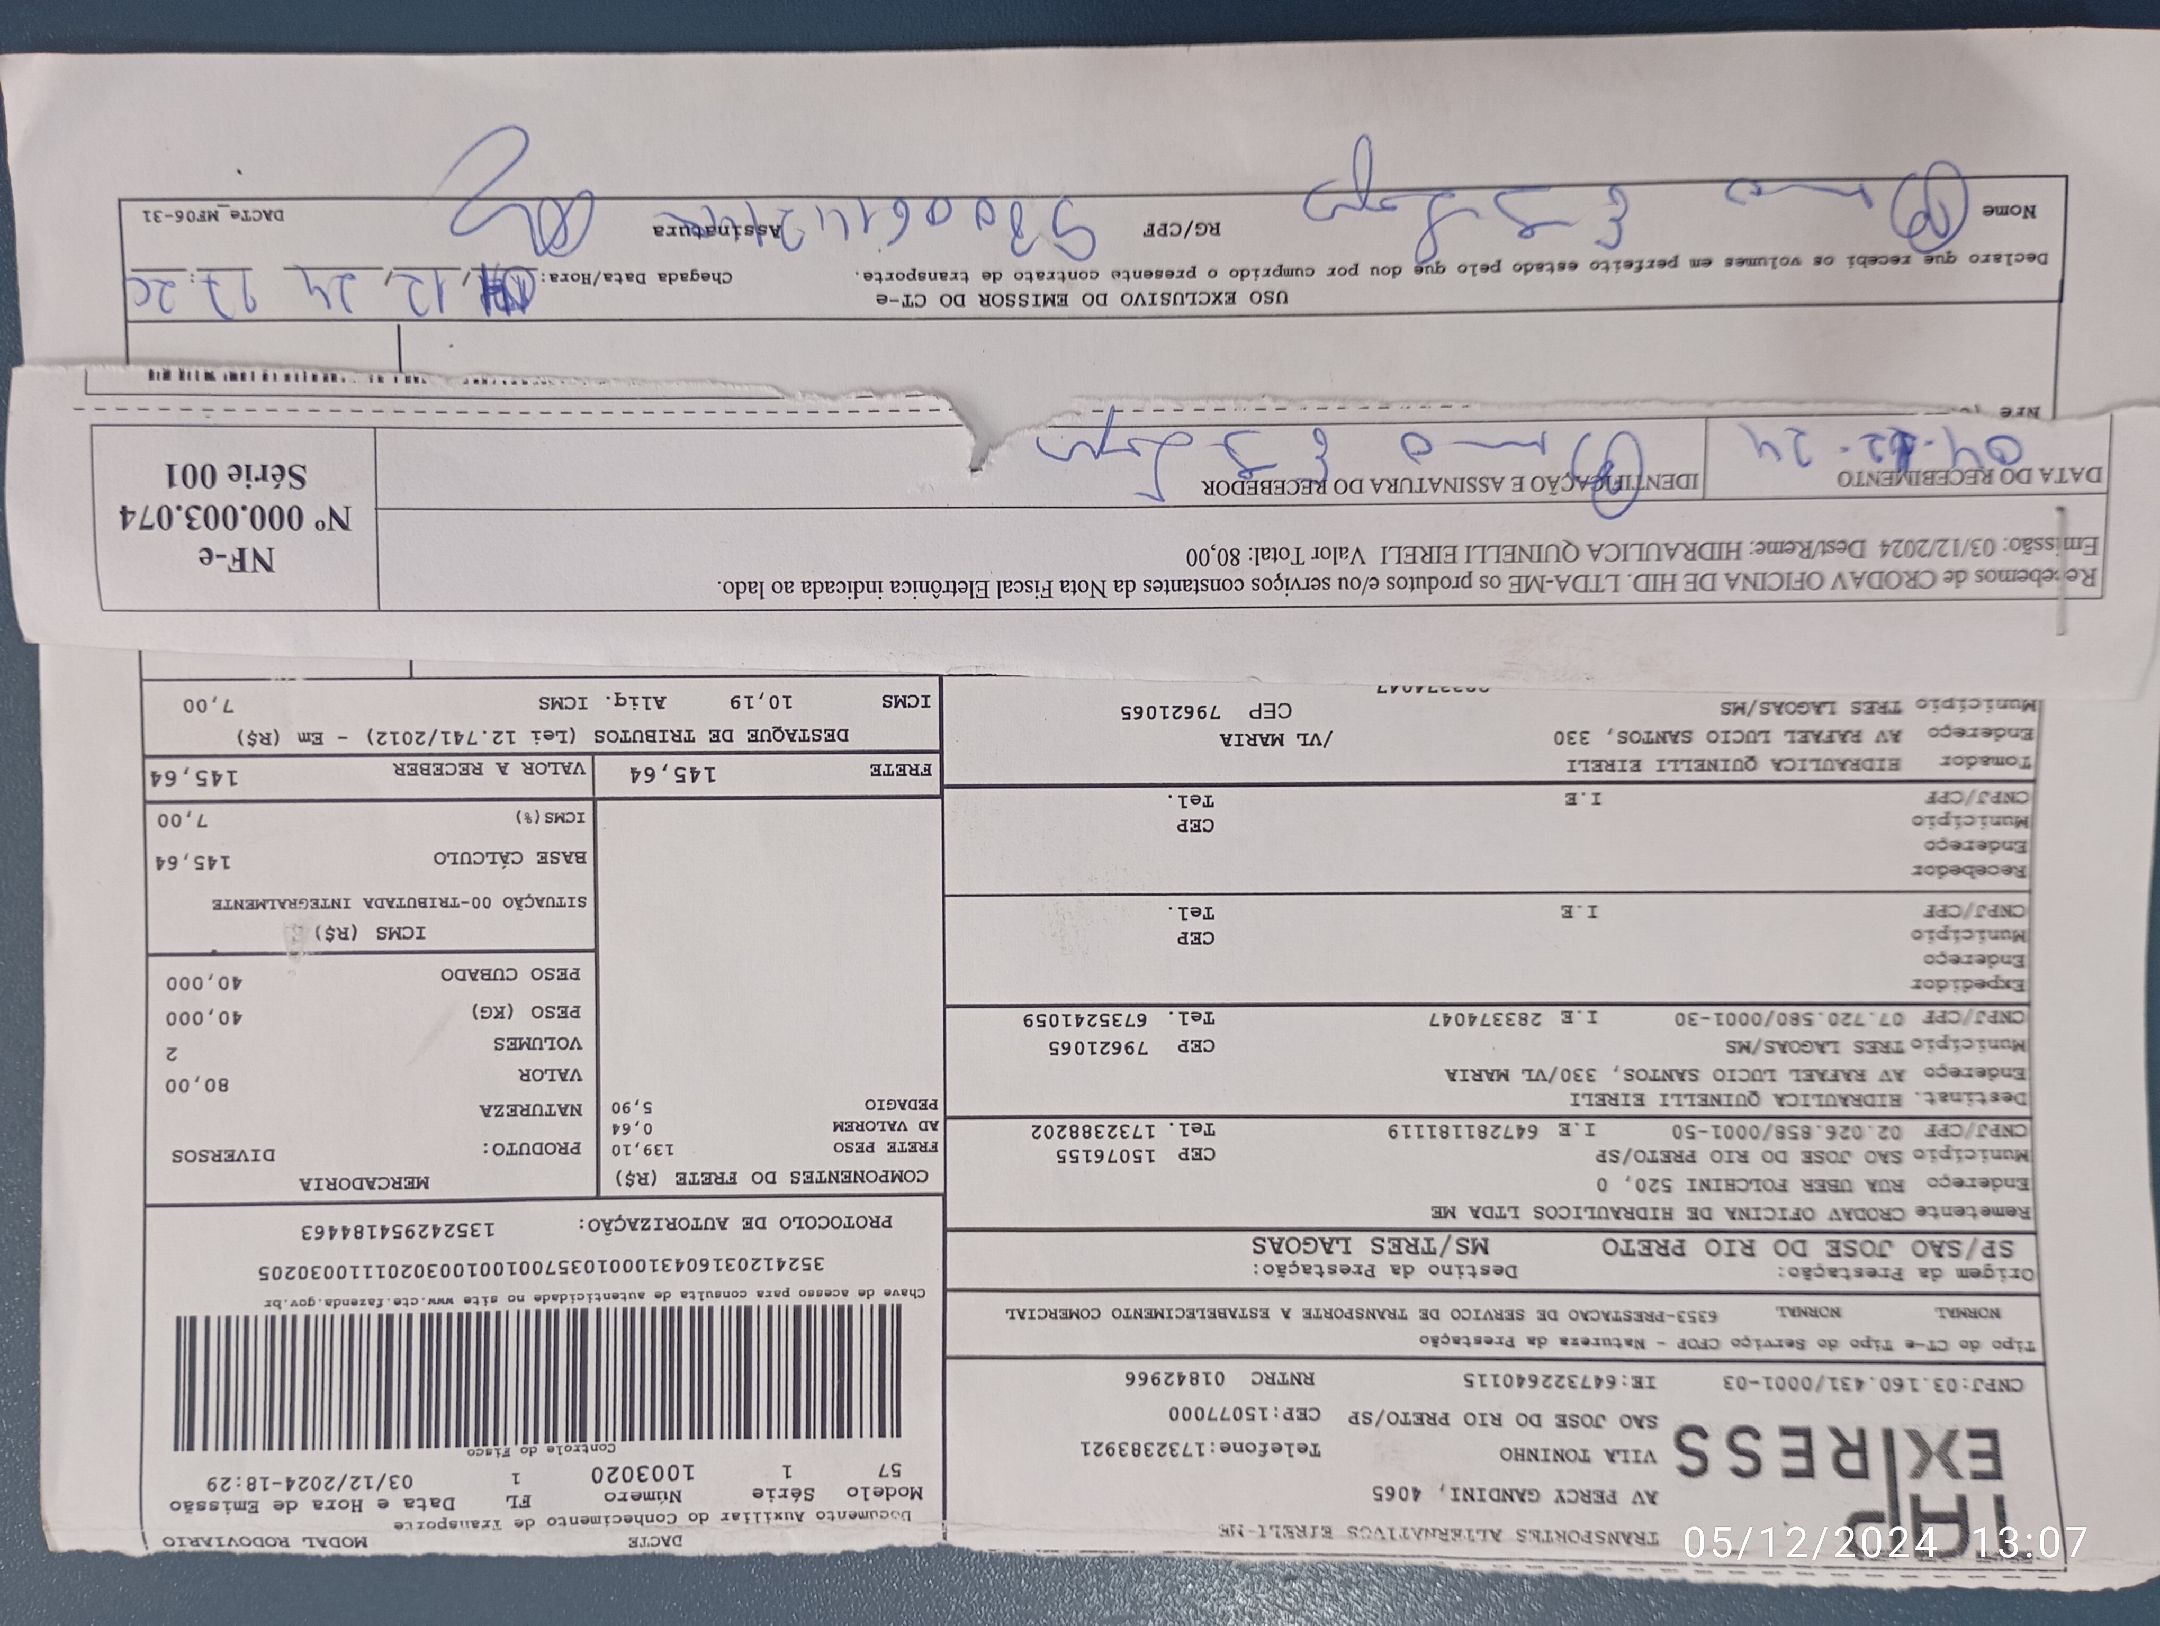 DACTE
MODAL RODOVIARIO
TRANSPORTES ALTERNATIVOS EIRELI-ME
Documento Auxiliar do Conhecimento de Transporte
TAP
EXPRESS
AV PERCY GANDINI, 4065
Modelo Série Número FL Data e Hora de Emissão
57 1 1003020 1 03/12/2024-18:29
VILA TONINHO Telefone:1732383921
Controle do Fisco
SAO JOSE DO RIO PRETO/SP CEP:15077000
CNPJ:03.160.431/0001-03 IE:647322640115 RNTRC 01842966
Tipo do CT-e Tipo do Serviço CFOP - Natureza da Prestação
NORMAL NORMAL 6353-PRESTACAO DE SERVICO DE TRANSPORTE A ESTABELECIMENTO COMERCIAL
Chave de acesso para consulta de autenticidade no site www.cte.fazenda.gov.br
35241203160431000103570010010030201110030205
Origem da Prestação: Destino da Prestação:
SP/SAO JOSE DO RIO PRETO MS/TRES LAGOAS
PROTOCOLO DE AUTORIZAÇÃO: 135242954184463
Remetente CRODAV OFICINA DE HIDRAULICOS LTDA ME
Endereço RUA UBER FOLCHINI 520, 0
Municipio SAO JOSE DO RIO PRETO/SP CEP 15076155
CNPJ/CPF 02.026.858/0001-50 I.E 647281181119 Tel. 1732388202
Destinat. HIDRAULICA QUINELLI EIRELI
Endereço AV RAFAEL LUCIO SANTOS, 330/VL MARIA
Municipio TRES LAGOAS/MS CEP 79621065
CNPJ/CPF 07.720.580/0001-30 I.E 283374047 Tel. 6735241059
Expedidor
Endereço
Municipio CEP
CNPJ/CPF I.E Tel.
Recebedor
Endereço
Municipio CEP
CNPJ/CPF I.E Tel.
Tomador HIDRAULICA QUINELLI EIRELI
Endereço AV RAFAEL LUCIO SANTOS, 330 /VL MARIA
Municipio TRES LAGOAS/MS CEP 79621065
COMPONENTES DO FRETE (R$)
FRETE PESO 139,10
AD VALOREM 0,64
PEDAGIO 5,90
MERCADORIA
PRODUTO: DIVERSOS
NATUREZA
VALOR 80,00
VOLUMES 2
PESO (KG) 40,000
PESO CUBADO 40,000
ICMS (R$)
SITUAÇÃO 00-TRIBUTADA INTEGRALMENTE
BASE CÁLCULO 145,64
ICMS(%) 7,00
FRETE 145,64 VALOR A RECEBER 145,64
DESTAQUE DE TRIBUTOS (Lei 12.741/2012) - Em (R$)
ICMS 10,19 Aliq. ICMS 7,00
Recebemos de CRODAV OFICINA DE HID. LTDA-ME os produtos e/ou serviços constantes da Nota Fiscal Eletrônica indicada ao lado.
Emissão: 03/12/2024 Dest/Reme: HIDRAULICA QUINELLI EIRELI Valor Total: 80,00
NF-e
Nº 000.003.074
Série 001
DATA DO RECEBIMENTO IDENTIFICAÇÃO E ASSINATURA DO RECEBEDOR
04-12-24
USO EXCLUSIVO DO EMISSOR DO CT-e
Declaro que recebi os volumes em perfeito estado pelo que dou por cumprido o presente contrato de transporte. Chegada Data/Hora:
12, 24
Nome RG/CPF Assinatura DACTe_MF06-31
05/12/2024 13:07